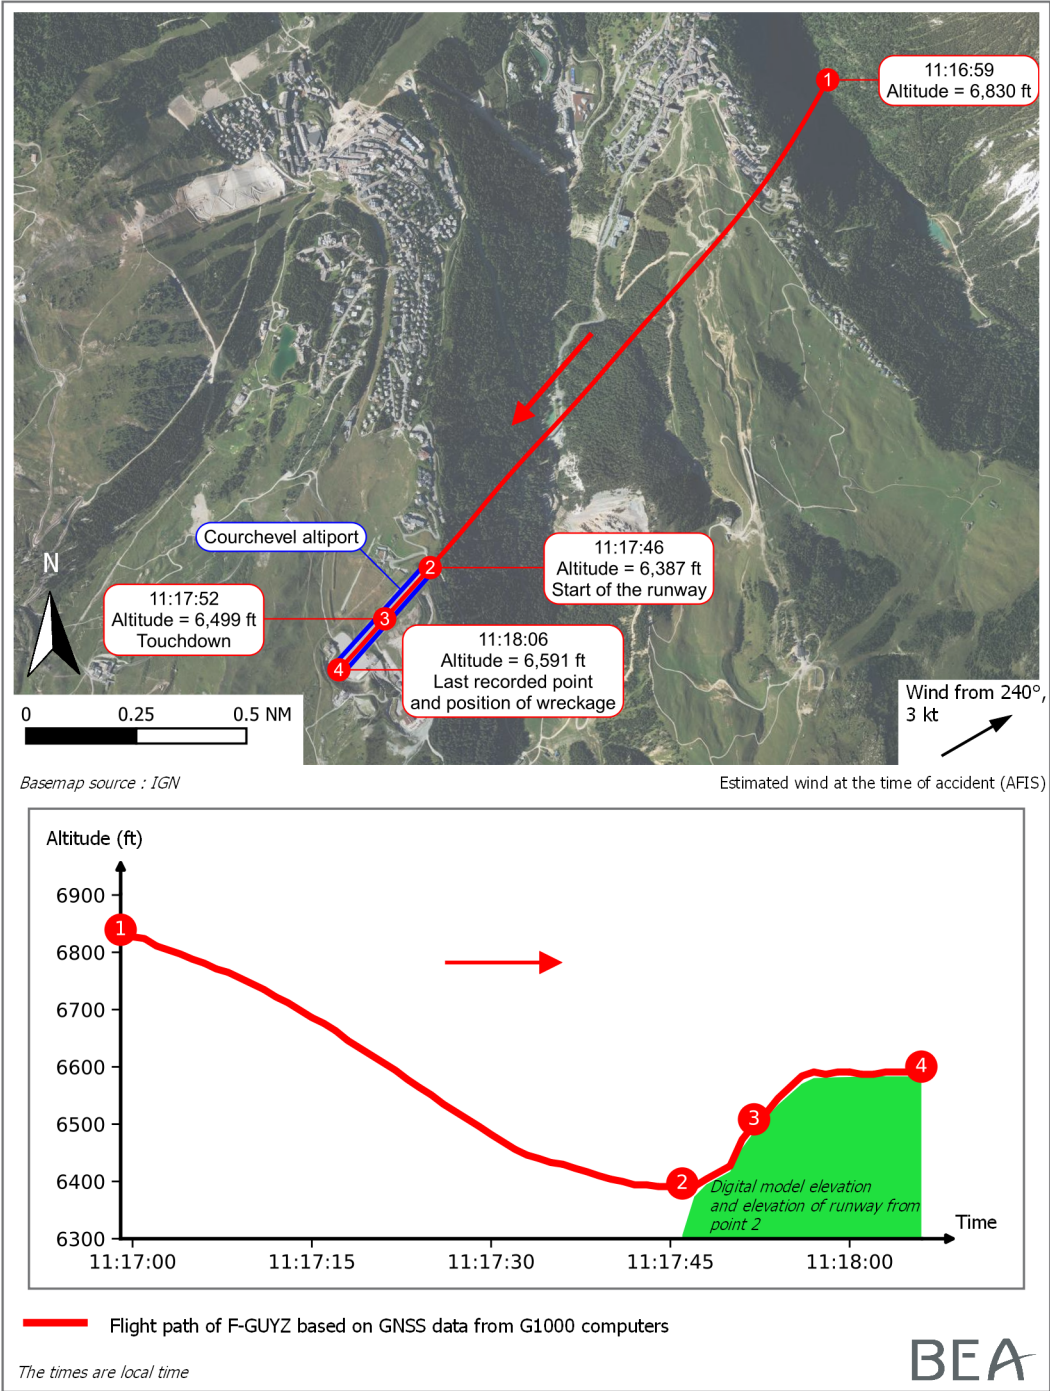 1
11:16:59
Altitude = 6,830 ft
Courchevel altiport
N
2
11:17:46
Altitude = 6,387 ft
Start of the runway
11:17:52
Altitude = 6,499 ft
Touchdown
3
4
11:18:06
Altitude = 6,591 ft
Last recorded point
and position of wreckage
0 0.25 0.5 NM
Wind from 240°,
3 kt
Basemap source : IGN
Estimated wind at the time of accident (AFIS)
Altitude (ft)
6900
6800
6700
6600
6500
6400
6300
1
2
3
4
Digital model elevation
and elevation of runway from
point 2
Time
11:17:00 11:17:15 11:17:30 11:17:45 11:18:00
Flight path of F-GUYZ based on GNSS data from G1000 computers
The times are local time
BEA